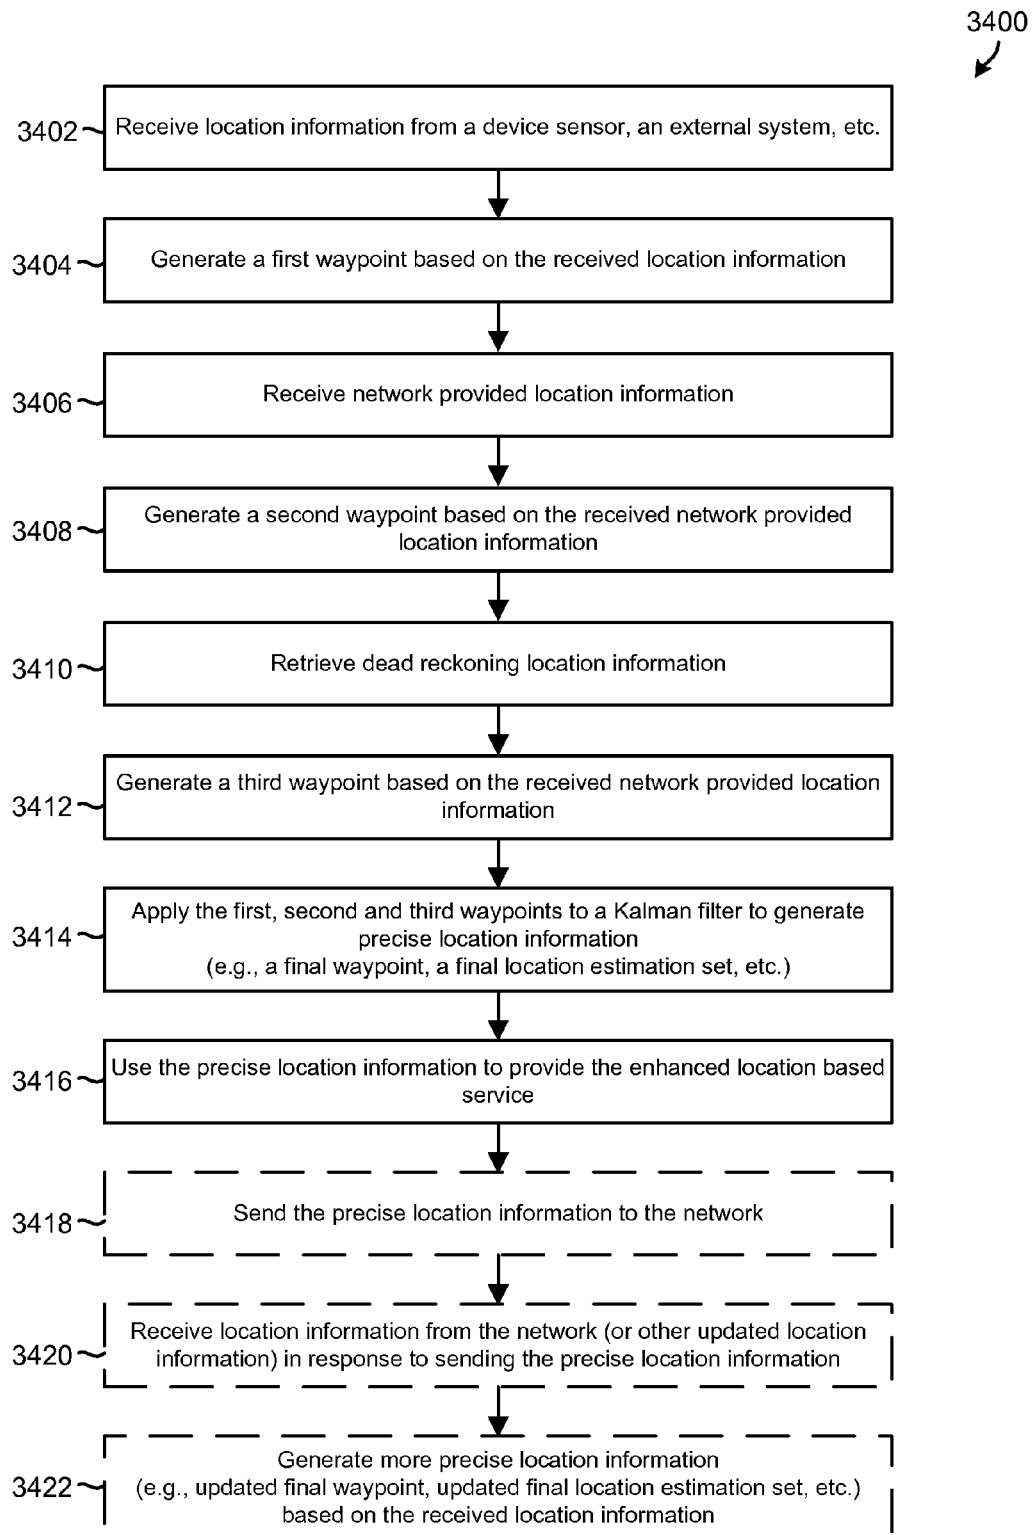 3400
3402
Receive location information from a device sensor, an external system, etc.
3404
Generate a first waypoint based on the received location information
3406
Receive network provided location information
3408
Generate a second waypoint based on the received network provided
location information
3410
Retrieve dead reckoning location information
3412
Generate a third waypoint based on the received network provided location
information
3414
Apply the first, second and third waypoints to a Kalman filter to generate
precise location information
(e.g., a final waypoint, a final location estimation set, etc.)
3416
Use the precise location information to provide the enhanced location based
service
3418
Send the precise location information to the network
3420
Receive location information from the network (or other updated location
information) in response to sending the precise location information
3422
Generate more precise location information
(e.g., updated final waypoint, updated final location estimation set, etc.)
based on the received location information